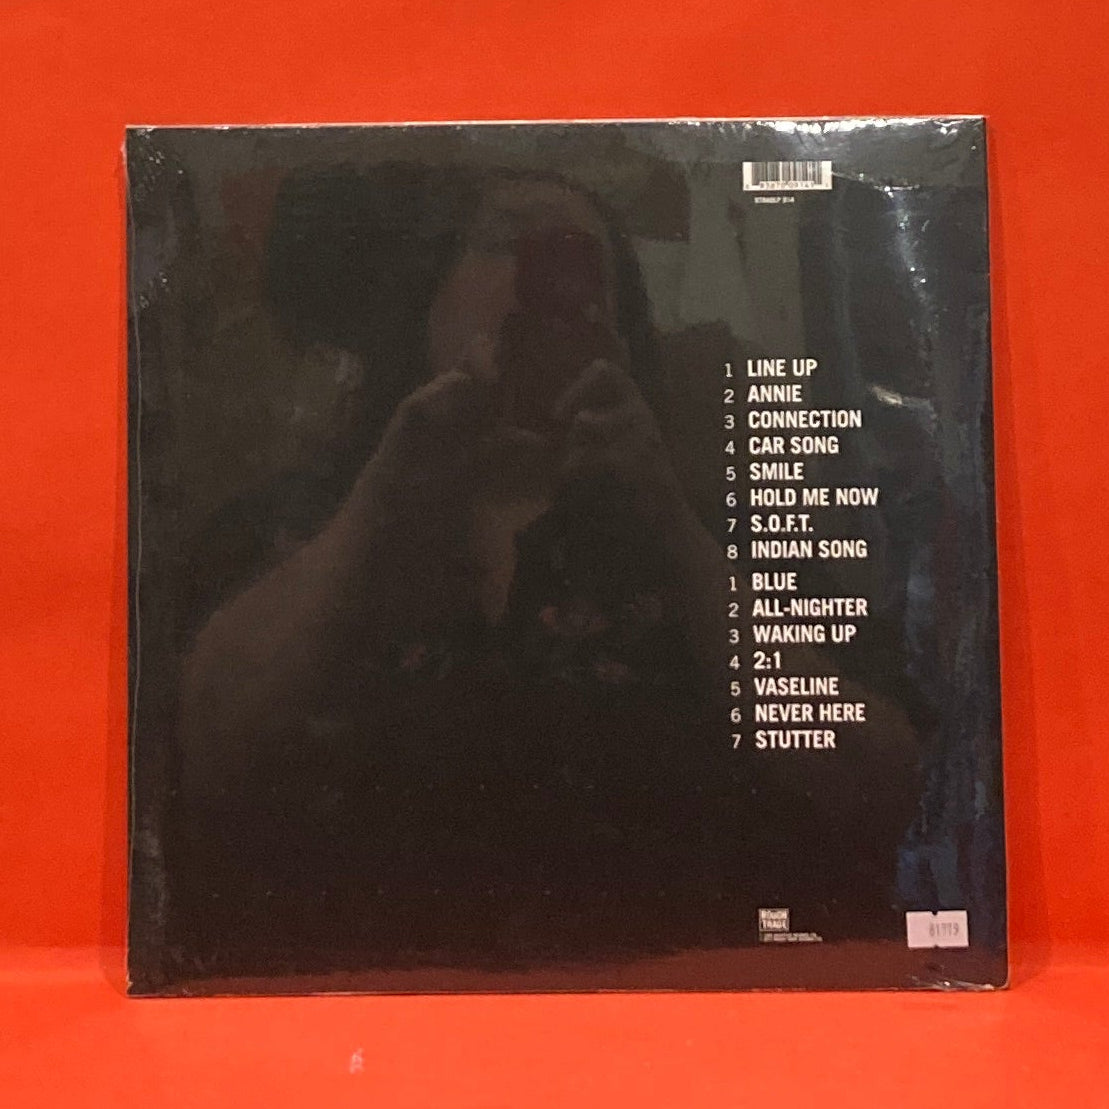 1 LINE UP
2 ANNIE
3 CONNECTION
4 CAR SONG
5 SMILE
6 HOLD ME NOW
7 S.O.F.T.
8 INDIAN SONG
1 BLUE
2 ALL-NIGHTER
3 WAKING UP
4 2:1
5 VASELINE
6 NEVER HERE
7 STUTTER
ROUGH
TRADE